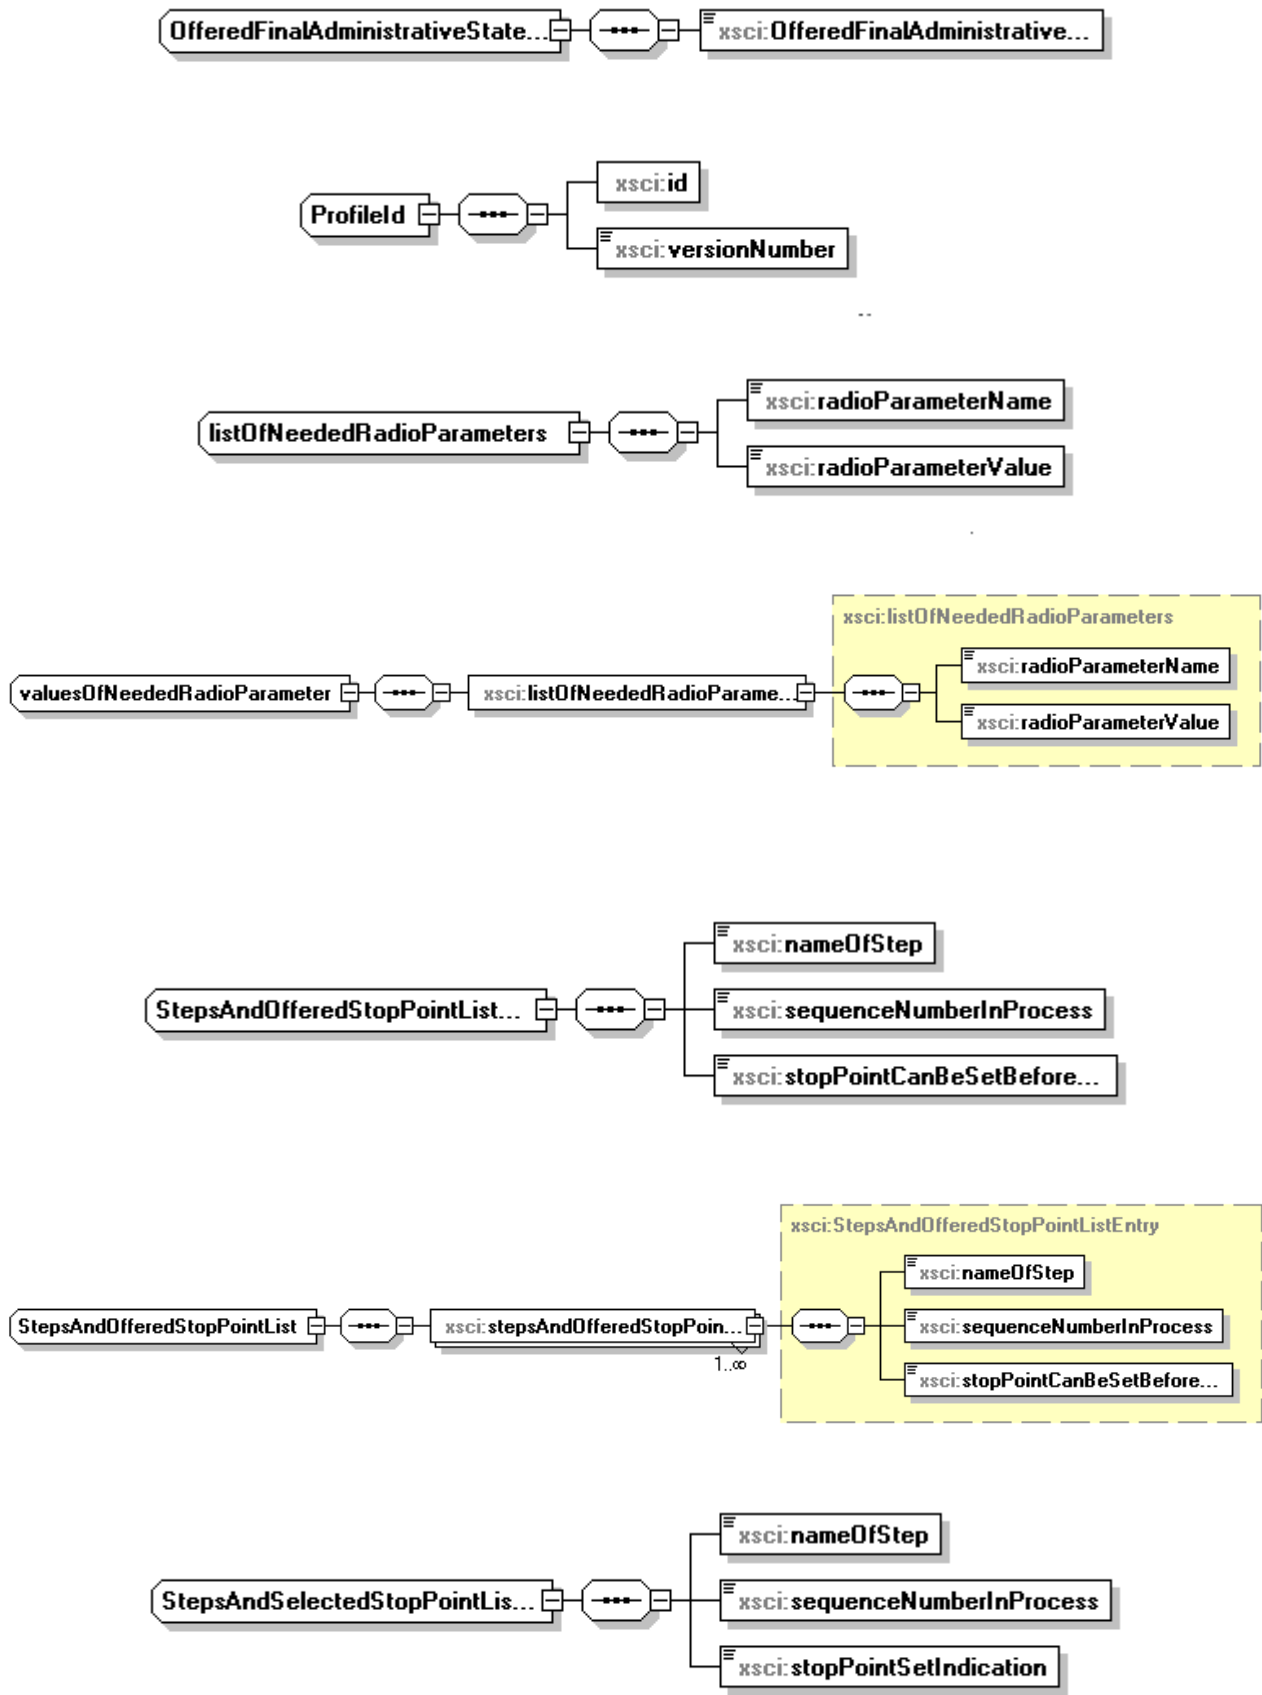 OfferedFinalAdministrativeState...
xsci:OfferedFinalAdministrative...
ProfileId
xsci:id
xsci:versionNumber
listOfNeededRadioParameters
xsci:radioParameterName
xsci:radioParameterValue
xsci:listOfNeededRadioParameters
valuesOfNeededRadioParameter
xsci:listOfNeededRadioParame...
xsci:radioParameterName
xsci:radioParameterValue
StepsAndOfferedStopPointList...
xsci:nameOfStep
xsci:sequenceNumberInProcess
xsci:stopPointCanBeSetBefore...
xsci:StepsAndOfferedStopPointListEntry
StepsAndOfferedStopPointList
xsci:stepsAndOfferedStopPoin...
1..∞
xsci:nameOfStep
xsci:sequenceNumberInProcess
xsci:stopPointCanBeSetBefore...
StepsAndSelectedStopPointLis...
xsci:nameOfStep
xsci:sequenceNumberInProcess
xsci:stopPointSetIndication